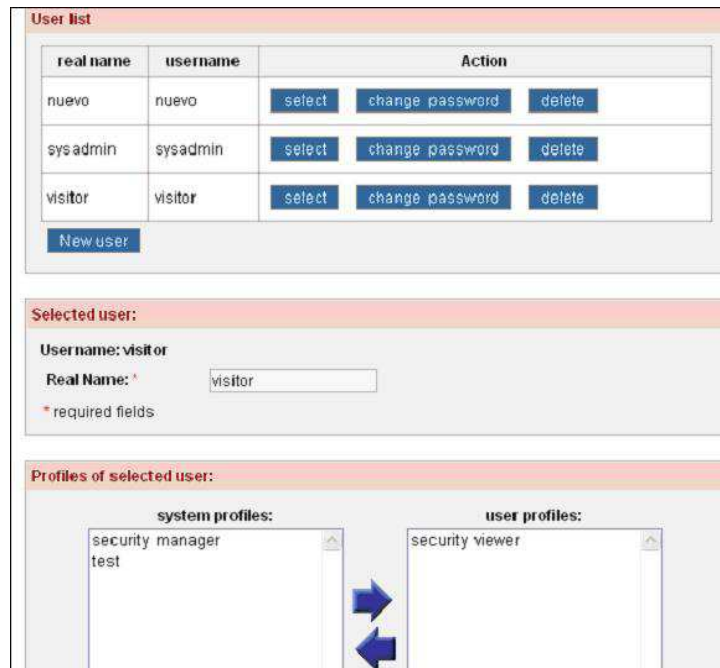 User list
real name username Action
nuevo nuevo select change password delete
sysadmin sysadmin select change password delete
visitor visitor select change password delete
New user
Selected user:
Username: visitor
Real Name: * visitor
* required fields
Profiles of selected user:
system profiles: user profiles:
security manager security viewer
test